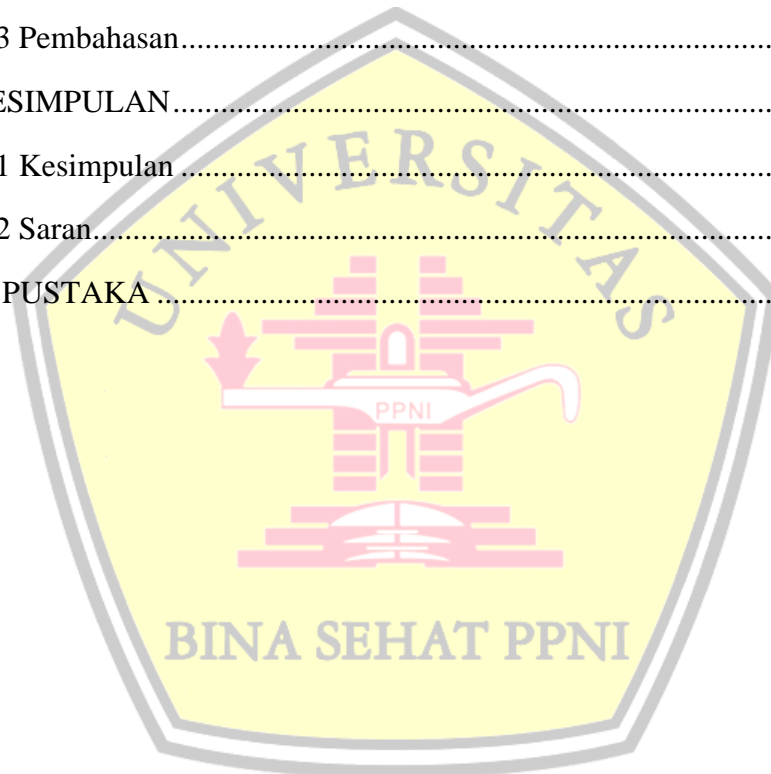 3 Pembahasan
ESIMPULAN
1 Kesimpulan
2 Saran
PUSTAKA
UNIVERSITAS
PPNI
BINA SEHAT PPNI